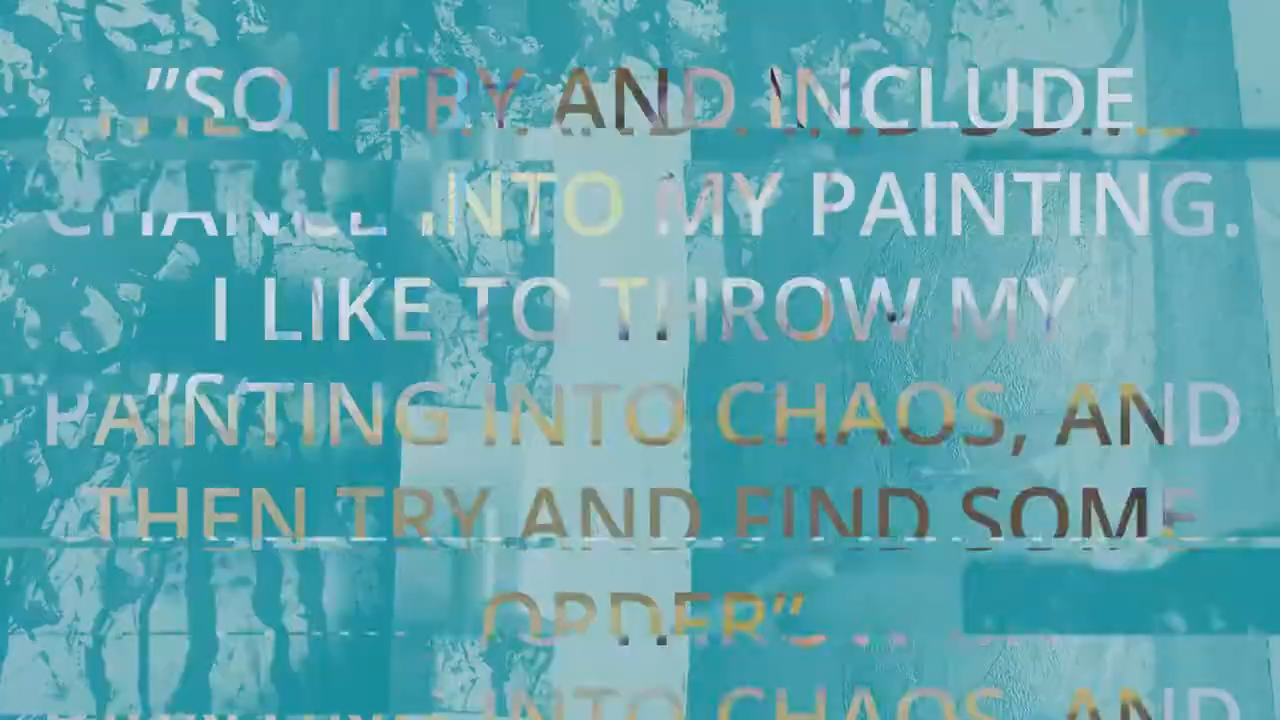 ”SO I TRY AND INCLUDE
CHANCE INTO MY PAINTING.
I LIKE TO THROW MY
PAINTING INTO CHAOS, AND
THEN TRY AND FIND SOME
ORDER”
INTO CHAOS, AND